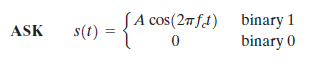 ASK s(t) = { A cos(2πf_ct) binary 1
0 binary 0